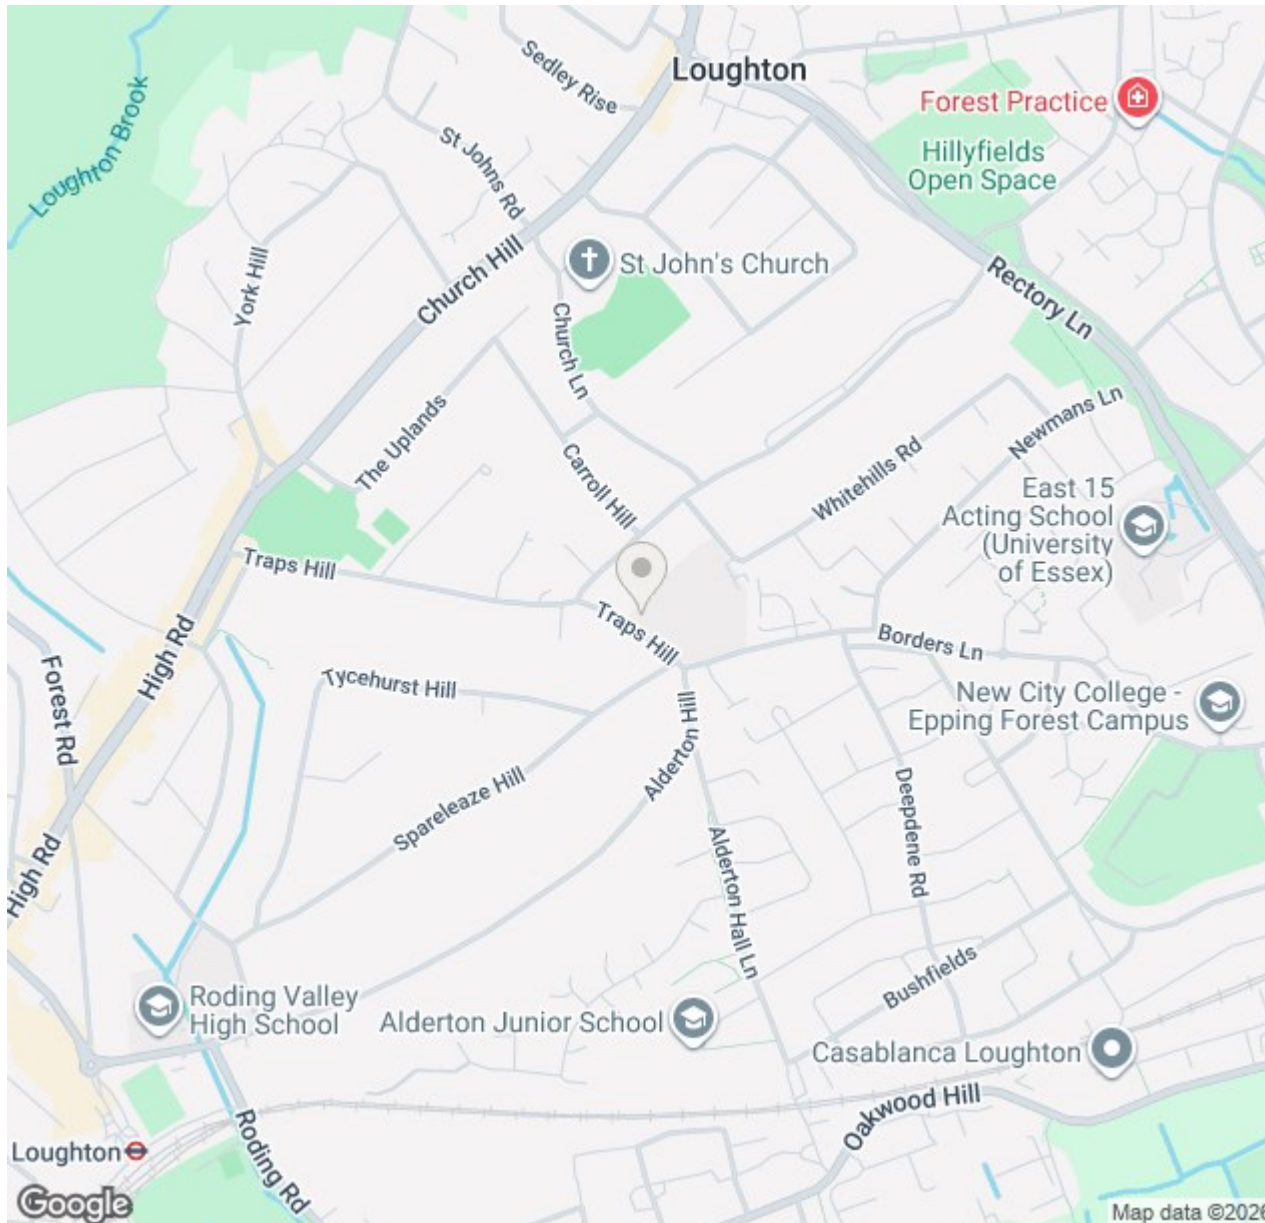 Sedley Rise
Loughton
Forest Practice
Hillyfields
Open Space
Loughton Brook
St Johns Rd
Church Hill
St John's Church
Rectory Ln
York Hill
Church Ln
The Uplands
Carroll Hill
Whitehills Rd
Newmans Ln
East 15
Acting School
(University
of Essex)
Traps Hill
Traps Hill
Borders Ln
High Rd
Forest Rd
Tycehurst Hill
Alderton Hill
New City College -
Epping Forest Campus
Spareleaze Hill
Deepdene Rd
High Rd
Alderton Hall Ln
Bushfields
Roding Valley
High School
Alderton Junior School
Casablanca Loughton
Oakwood Hill
Loughton
Roding Rd
Google
Map data ©2026